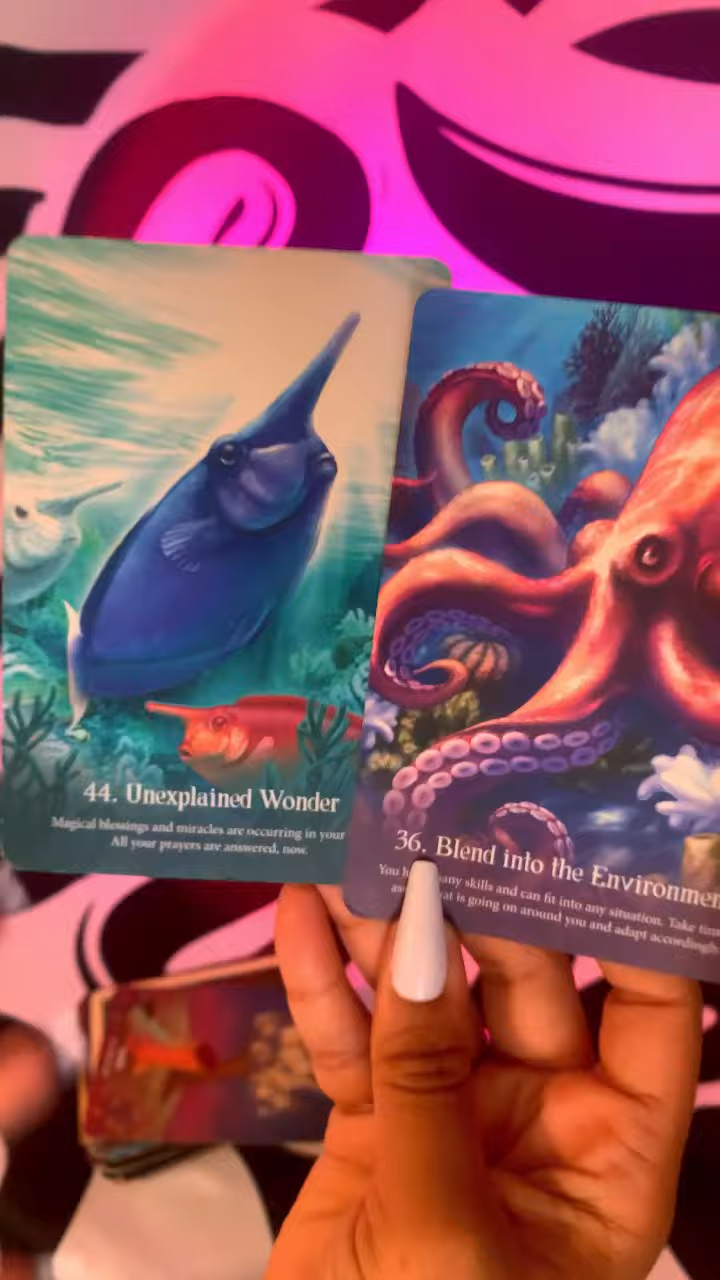 44. Unexplained Wonder
Magical blessings and miracles are occurring in your
All your prayers are answered, now.
36. Blend into the Environmen
You h any skills and can fit into any situation. Take tim
as at is going on around you and adapt accordingly